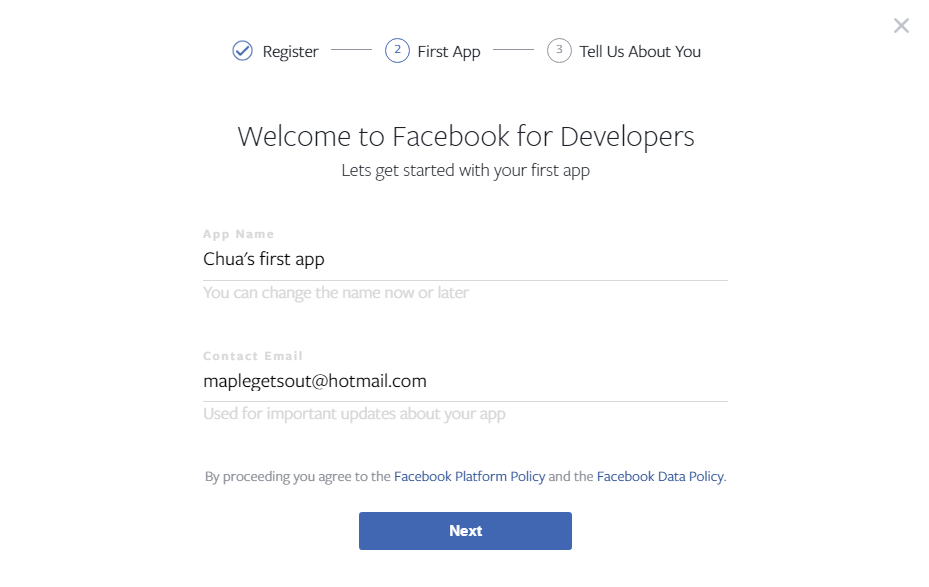 Register 2 First App 3 Tell Us About You
Welcome to Facebook for Developers
Lets get started with your first app
App Name
Chua's first app
You can change the name now or later
Contact Email
maplegetsout@hotmail.com
Used for important updates about your app
By proceeding you agree to the Facebook Platform Policy and the Facebook Data Policy.
Next